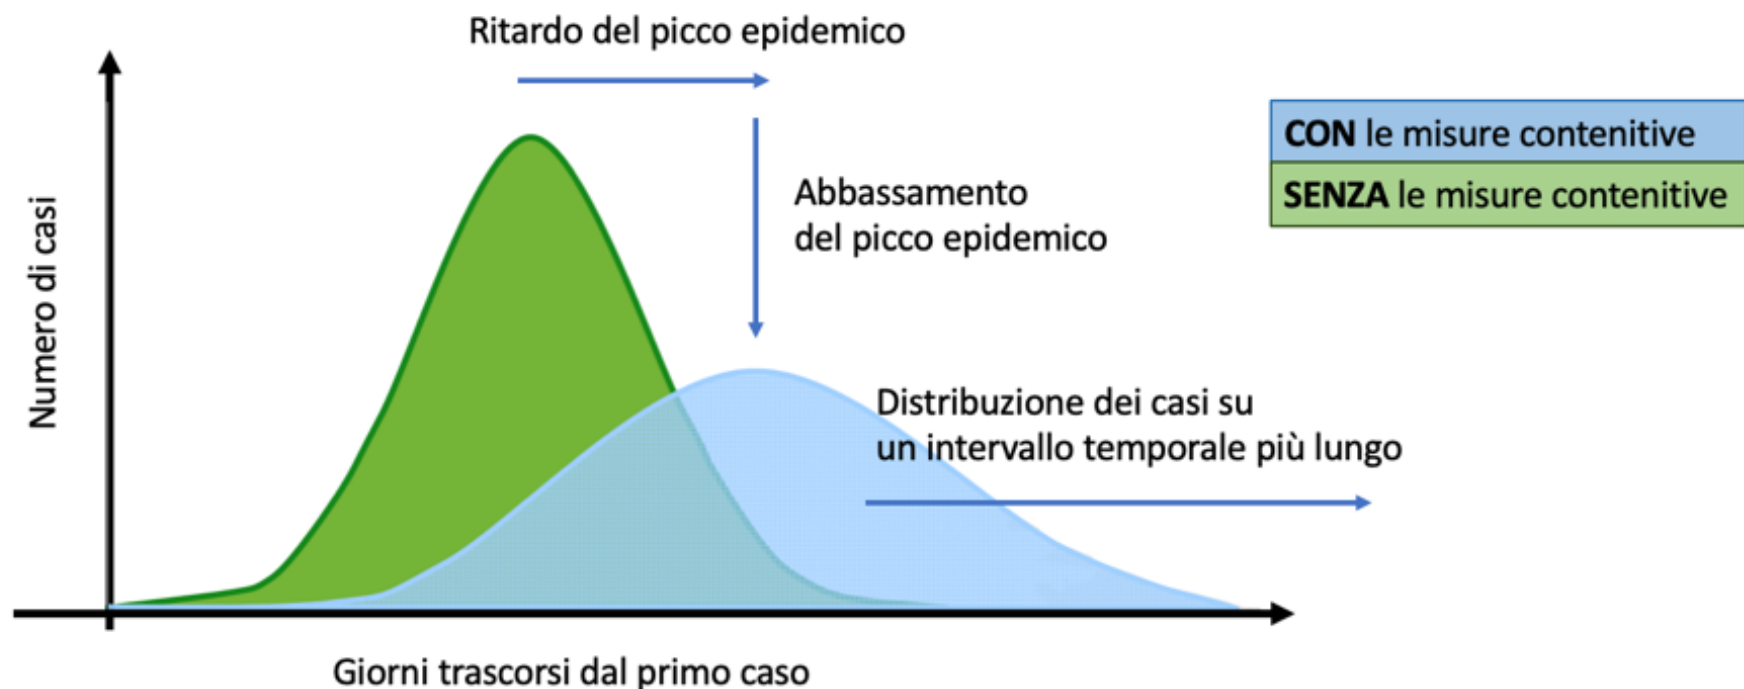 Ritardo del picco epidemico
CON le misure contenitive
SENZA le misure contenitive
Abbassamento
del picco epidemico
Numero di casi
Distribuzione dei casi su
un intervallo temporale più lungo
Giorni trascorsi dal primo caso